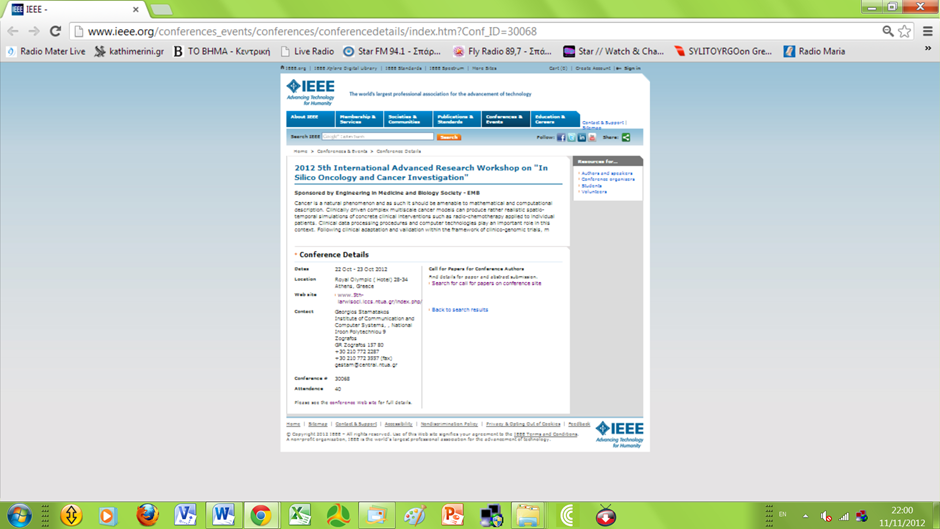 IEEE -
www.ieee.org/conferences_events/conferences/conferencedetails/index.htm?Conf_ID=30068
Radio Mater Live kathimerini.gr ΤΟ ΒΗΜΑ - Κεντρική Live Radio Star FM 94.1 - Σπάρ... Fly Radio 89,7 - Σπά... Star // Watch & Cha... SYLITOYRGOon Gre... Radio Maria
IEEE.org | IEEE Xplore Digital Library | IEEE Standards | IEEE Spectrum | More Sites Cart (0) | Create Account | Sign In
IEEE
Advancing Technology
for Humanity
The world's largest professional association for the advancement of technology
About IEEE Membership & Services Societies & Communities Publications & Standards Conferences & Events Education & Careers
Contact & Support |
Sitemap
Search IEEE Search Follow: Share:
Home > Conferences & Events > Conference Details
2012 5th International Advanced Research Workshop on "In
Silico Oncology and Cancer Investigation"
Sponsored by Engineering in Medicine and Biology Society - EMB
Cancer is a natural phenomenon and as such it should be amenable to mathematical and computational
description. Clinically driven complex multiscale cancer models can produce rather realistic spatio-
temporal simulations of concrete clinical interventions such as radio-chemotherapy applied to individual
patients. Clinical data processing procedures and computer technologies play an important role in this
context. Following clinical adaptation and validation within the framework of clinico-genomic trials, m
Resources for...
Authors and speakers
Conference organizers
Students
Volunteers
Conference Details
Dates 22 Oct - 23 Oct 2012
Location Royal Olympic ( Hotel) 28-34
Athens, Greece
Web site www.5th-
iarwisoci.iccs.ntua.gr/index.php/
Contact Georgios Stamatakos
Institute of Communication and
Computer Systems, , National
Iroon Polytechniou 9
Zografos
GR Zografos 157 80
+30 210 772 2287
+30 210 772 3557 (fax)
gestam@central.ntua.gr
Conference # 30068
Attendance 40
Please see the conference Web site for full details.
Call for Papers for Conference Authors
Find details for paper and abstract submission.
Search for call for papers on conference site
Back to search results
Home | Sitemap | Contact & Support | Accessibility | Nondiscrimination Policy | Privacy & Opting Out of Cookies | Feedback
© Copyright 2012 IEEE - All rights reserved. Use of this Web site signifies your agreement to the IEEE Terms and Conditions.
A non-profit organization, IEEE is the world's largest professional association for the advancement of technology.
IEEE
Advancing Technology
for Humanity
EN
22:00
11/11/2012